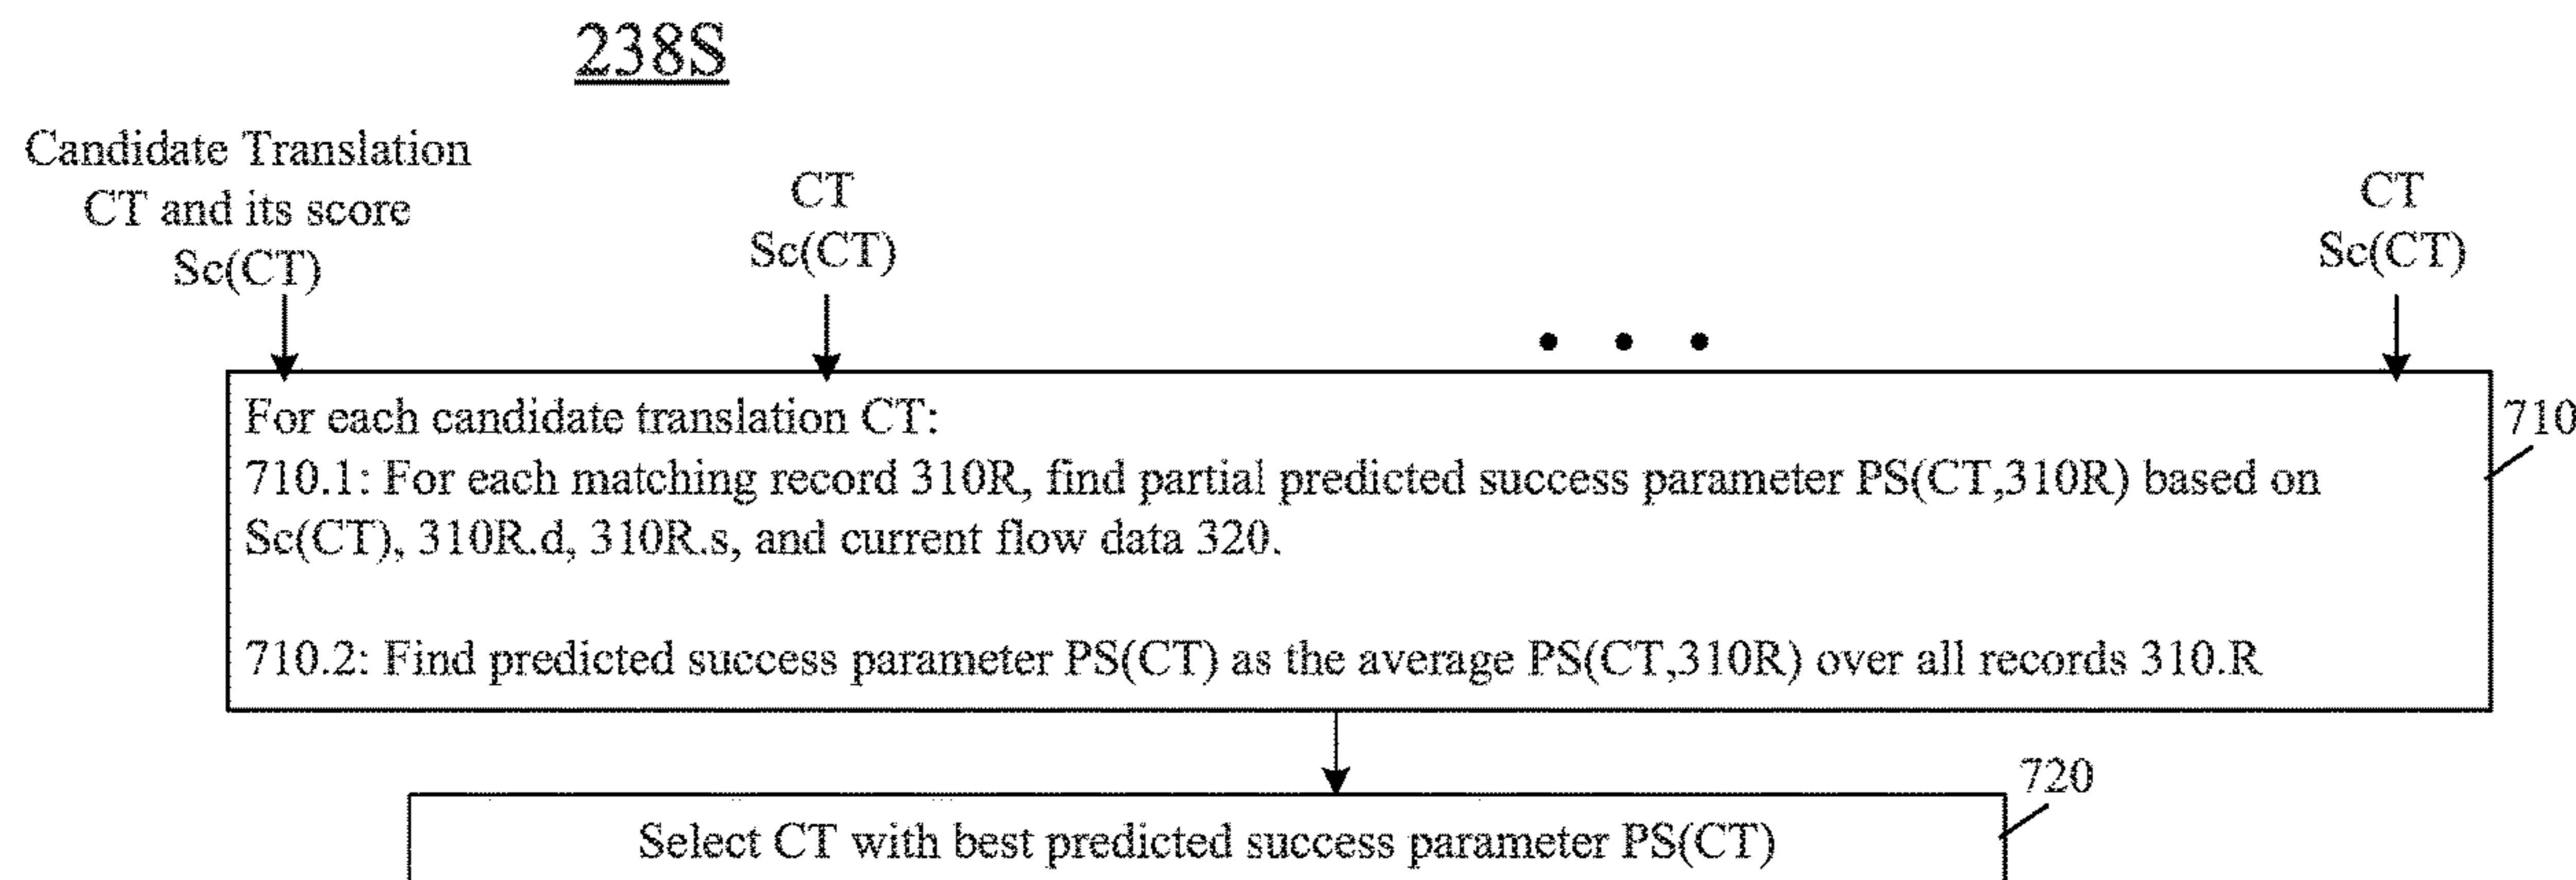 238S
Candidate Translation
CT and its score
Sc(CT)
CT
Sc(CT)
CT
Sc(CT)
• • •
For each candidate translation CT:
710.1: For each matching record 310R, find partial predicted success parameter PS(CT,310R) based on
Sc(CT), 310R.d, 310R.s, and current flow data 320.
710.2: Find predicted success parameter PS(CT) as the average PS(CT,310R) over all records 310.R
710
720
Select CT with best predicted success parameter PS(CT)